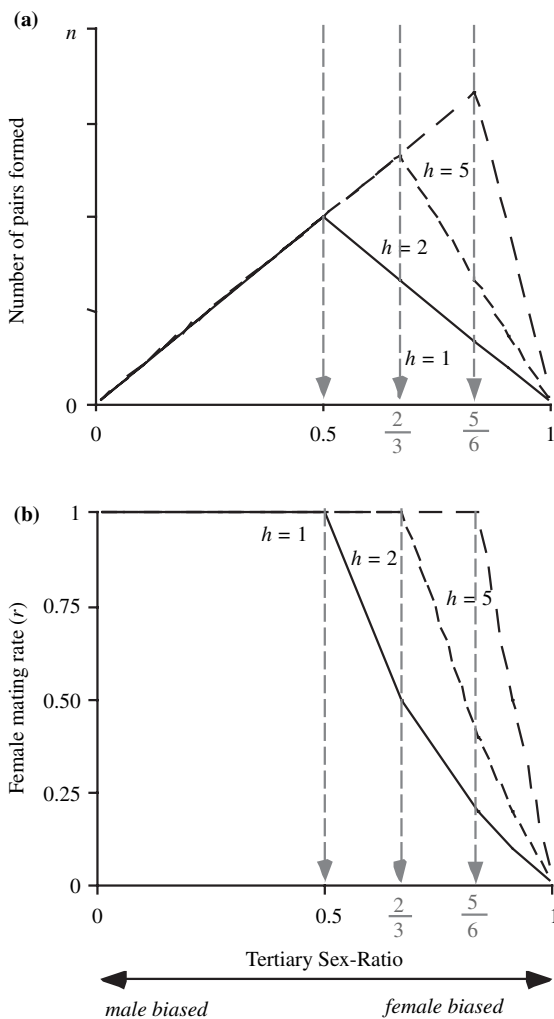 (a)
n
Number of pairs formed
h = 5
h = 2
h = 1
0
0 0.5 2/3 5/6 1
(b)
1
h = 1
h = 2
h = 5
0.75
0.50
0.25
0
Female mating rate (r)
0 0.5 2/3 5/6 1
Tertiary Sex-Ratio
male biased female biased